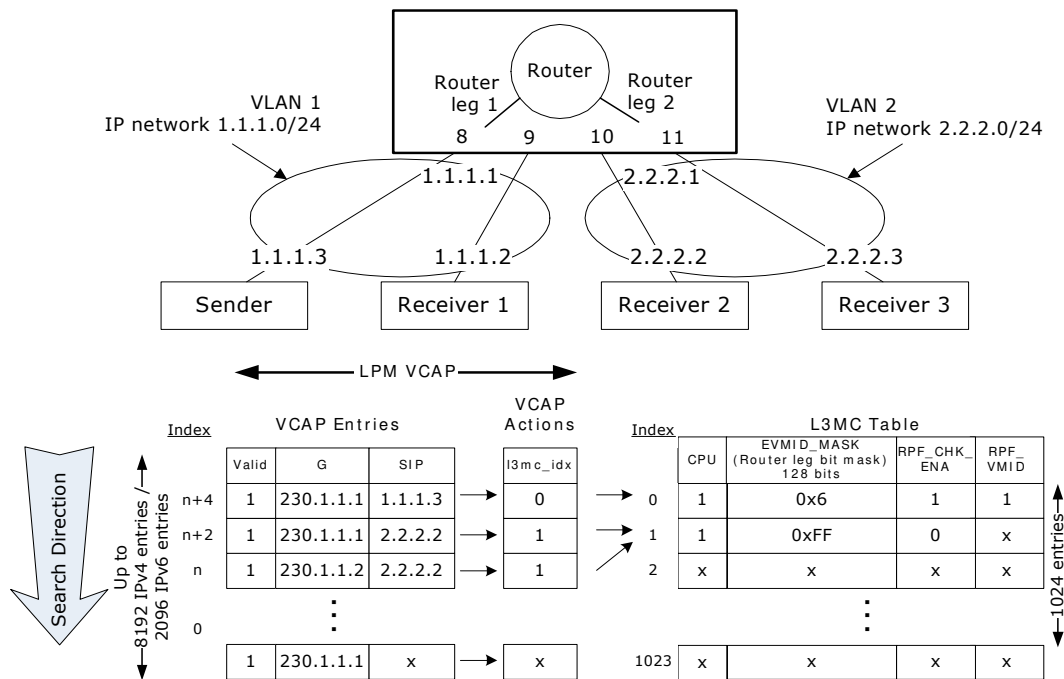 Router
Router
leg 1
Router
leg 2
VLAN 1
IP network 1.1.1.0/24
VLAN 2
IP network 2.2.2.0/24
8 9 10 11
1.1.1.1 2.2.2.1
1.1.1.3 1.1.1.2 2.2.2.2 2.2.2.3
Sender Receiver 1 Receiver 2 Receiver 3
LPM VCAP
Index VCAP Entries VCAP
Actions Index L3MC Table
Valid G SIP l3mc_idx CPU EVMID_MASK
(Router leg bit mask)
128 bits RPF_CHK_
ENA RPF_
VMID
n+4 1 230.1.1.1 1.1.1.3 0 0 1 0x6 1 1
n+2 1 230.1.1.1 2.2.2.2 1 1 1 0xFF 0 x
n 1 230.1.1.2 2.2.2.2 1 2 x x x x
0
1 230.1.1.1 x x 1023 x x x x
Search Direction
Up to
8192 IPv4 entries /
2096 IPv6 entries
1024 entries